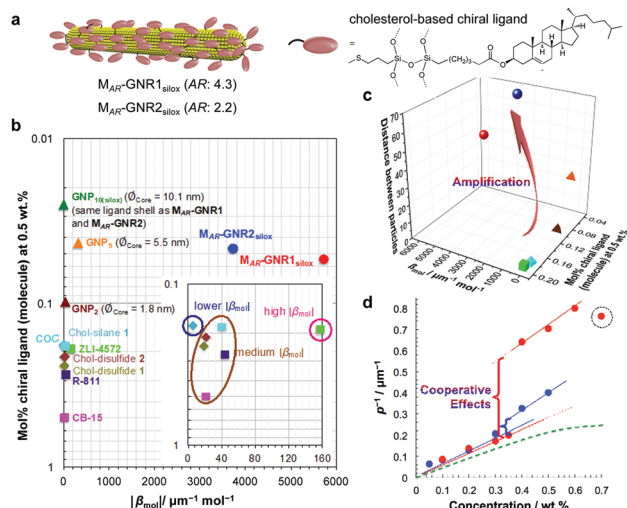 a
cholesterol-based chiral ligand
=
S
O
O
O
Si
O
Si
(CH₂)₉
O
O
O
O
H
H
H
M_AR-GNR1_silox (AR: 4.3)
M_AR-GNR2_silox (AR: 2.2)
b
Mol% chiral ligand (molecule) at 0.5 wt.%
0.01
0.1
1
GNP10(silox) (Ø_Core = 10.1 nm)
(same ligand shell as M_AR-GNR1
and M_AR-GNR2)
GNP5 (Ø_Core = 5.5 nm)
M_AR-GNR2_silox
M_AR-GNR1_silox
GNP2 (Ø_Core = 1.8 nm)
COC
Chol-silane 1
ZLI-4572
Chol-disulfide 2
Chol-disulfide 1
R-811
CB-15
lower |β_mol|
high |β_mol|
medium |β_mol|
0.1
1
0 40 80 120 160
0 1000 2000 3000 4000 5000 6000
|β_mol|/ µm⁻¹ mol⁻¹
c
Distance between particles
70
60
50
40
30
20
10
0
Amplification
6000 5000 4000 3000 2000 1000 0
β_mol/ µm⁻¹ mol⁻¹
0.04
0.08
0.12
0.16
0.20
Mol% chiral ligand
(molecule) at 0.5 wt.%
d
p⁻¹ / µm⁻¹
0.8
0.6
0.4
0.3
0.2
0.1
0
Cooperative
Effects
0 0.1 0.2 0.3 0.4 0.5 0.6 0.7
Concentration / wt.%